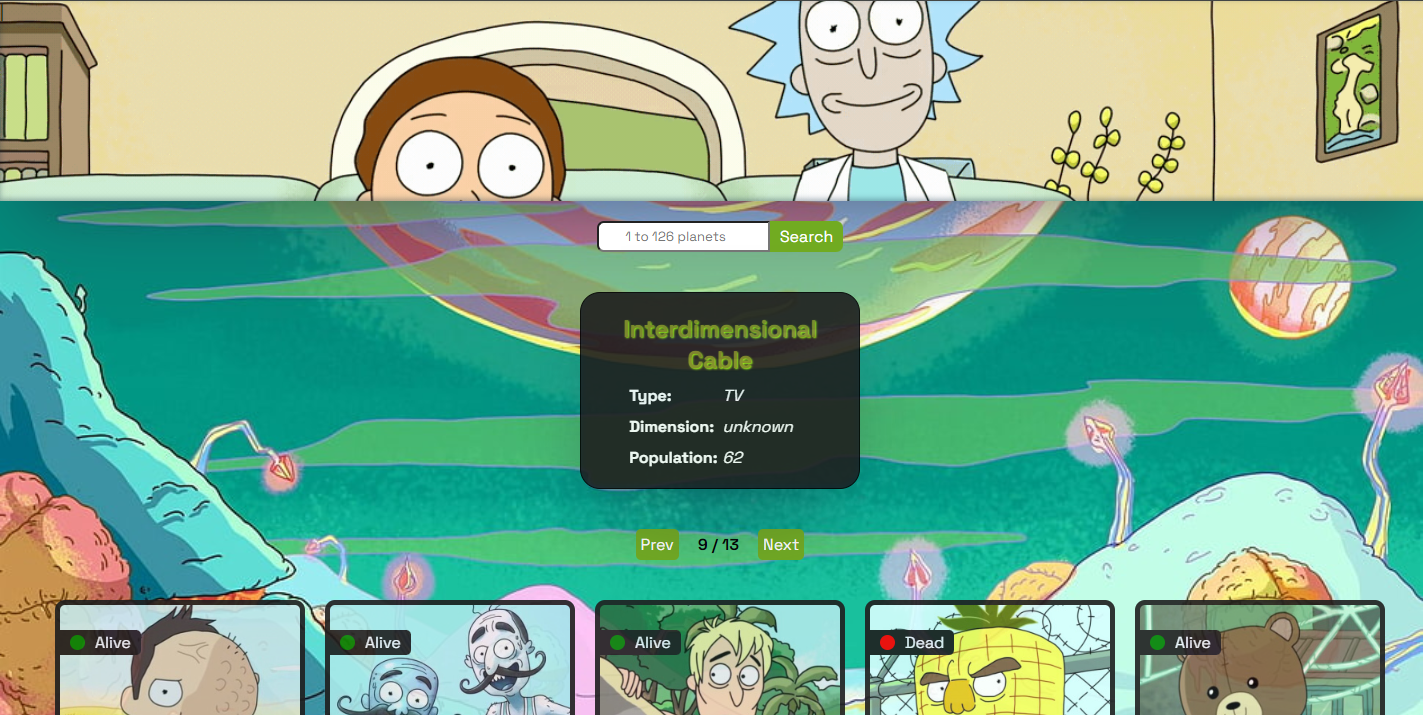 1 to 126 planets Search
Interdimensional
Cable
Type: TV
Dimension: unknown
Population: 62
Prev 9 / 13 Next
Alive Alive Alive Dead Alive